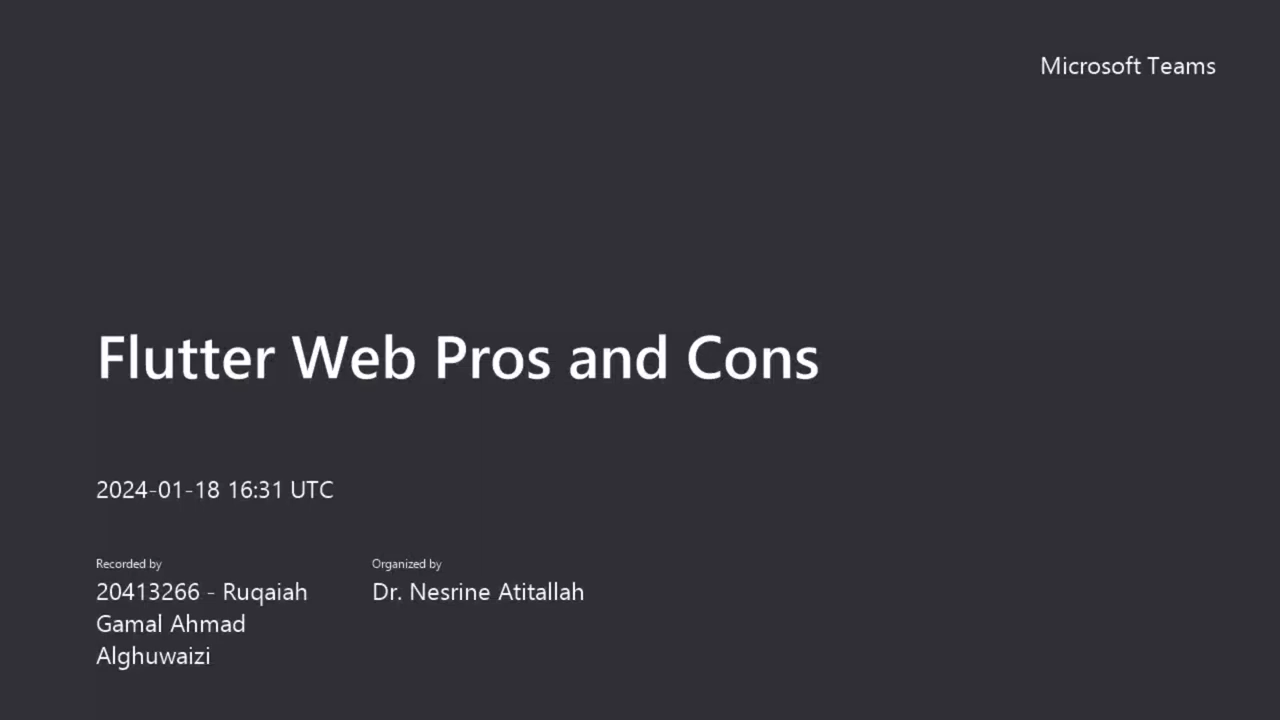 Microsoft Teams
Flutter Web Pros and Cons
2024-01-18 16:31 UTC
Recorded by
20413266 - Ruqaiah
Gamal Ahmad
Alghuwaizi
Organized by
Dr. Nesrine Atitallah